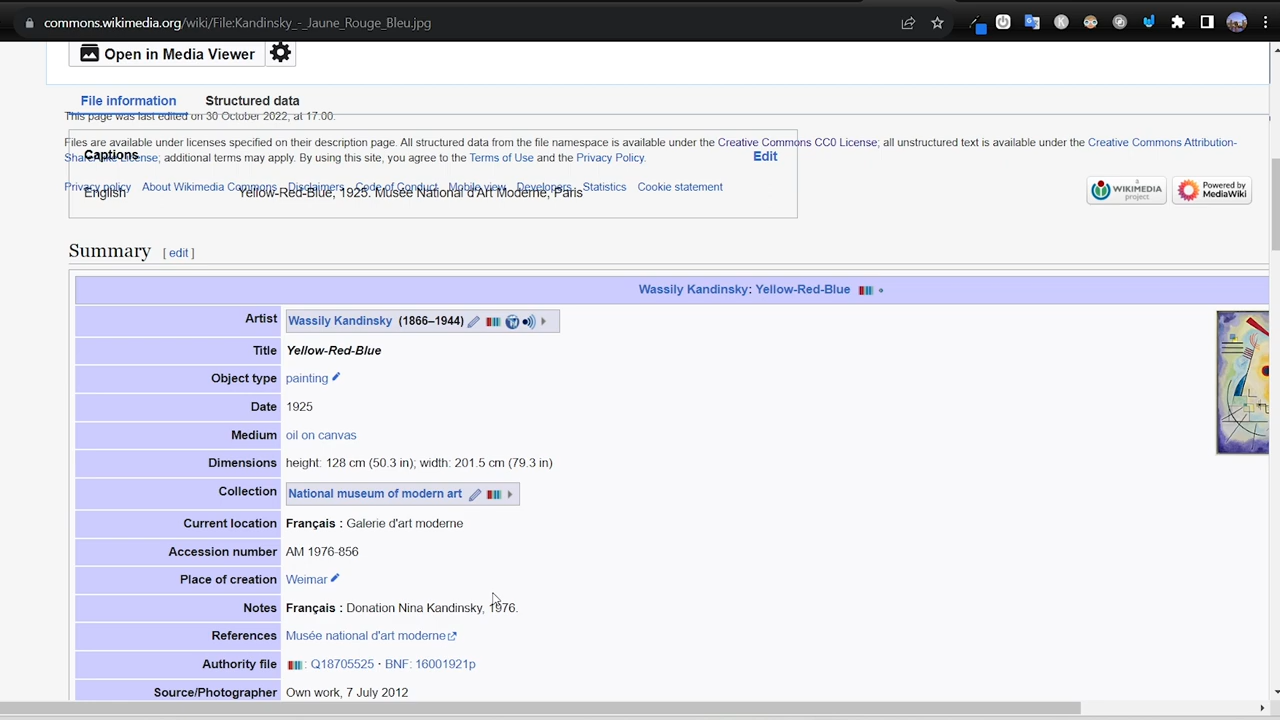 commons.wikimedia.org/wiki/File:Kandinsky_-_Jaune_Rouge_Bleu.jpg
Open in Media Viewer
File information Structured data
This page was last edited on 30 October 2022, at 17.00.
Files are available under licenses specified on their description page. All structured data from the file namespace is available under the Creative Commons CC0 License; all unstructured text is available under the Creative Commons Attribution-
ShareAlike License; additional terms may apply. By using this site, you agree to the Terms of Use and the Privacy Policy.
Captions Edit
Privacy policy About Wikimedia Commons Disclaimers Code of Conduct Mobile view Developers Statistics Cookie statement
English Yellow-Red-Blue, 1925. Musée National d'Art Moderne, Paris
a WIKIMEDIA project
Powered by MediaWiki
Summary [ edit ]
Wassily Kandinsky: Yellow-Red-Blue
Artist Wassily Kandinsky (1866–1944)
Title Yellow-Red-Blue
Object type painting
Date 1925
Medium oil on canvas
Dimensions height: 128 cm (50.3 in); width: 201.5 cm (79.3 in)
Collection National museum of modern art
Current location Français : Galerie d'art moderne
Accession number AM 1976-856
Place of creation Weimar
Notes Français : Donation Nina Kandinsky, 1976.
References Musée national d'art moderne
Authority file : Q18705525 · BNF: 16001921p
Source/Photographer Own work, 7 July 2012